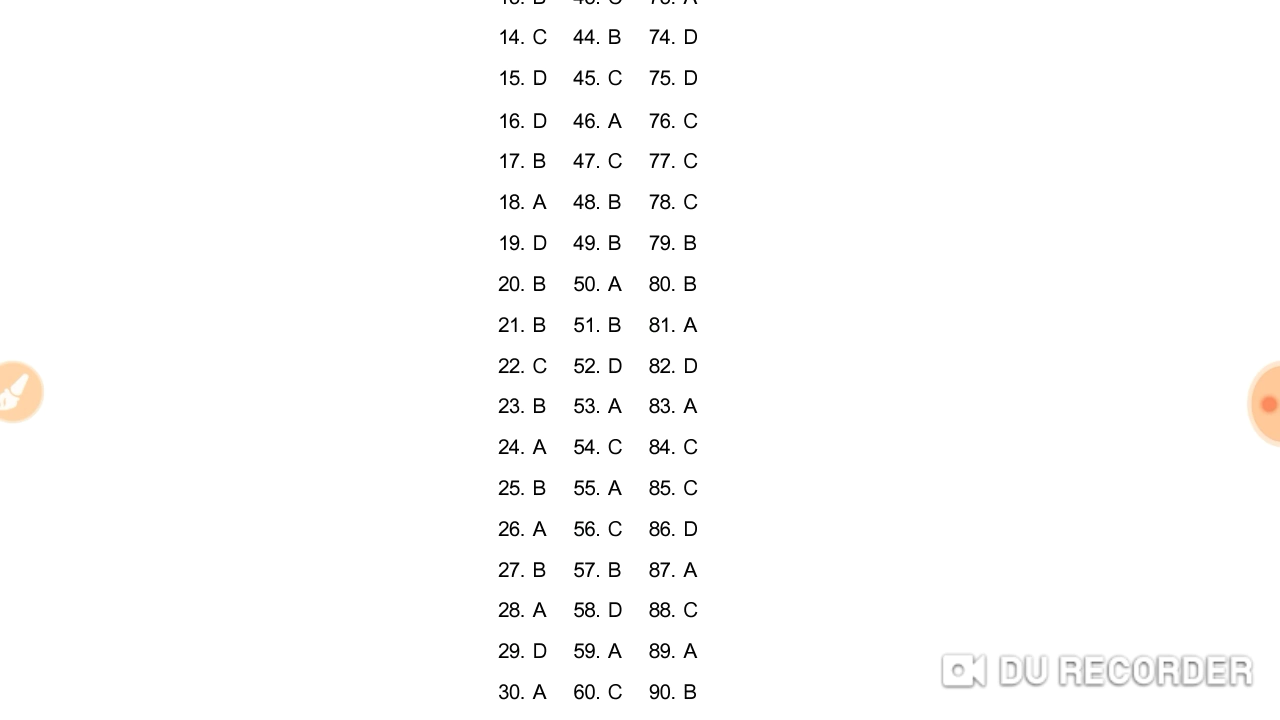 14. C 44. B 74. D
15. D 45. C 75. D
16. D 46. A 76. C
17. B 47. C 77. C
18. A 48. B 78. C
19. D 49. B 79. B
20. B 50. A 80. B
21. B 51. B 81. A
22. C 52. D 82. D
23. B 53. A 83. A
24. A 54. C 84. C
25. B 55. A 85. C
26. A 56. C 86. D
27. B 57. B 87. A
28. A 58. D 88. C
29. D 59. A 89. A
30. A 60. C 90. B
DU RECORDER